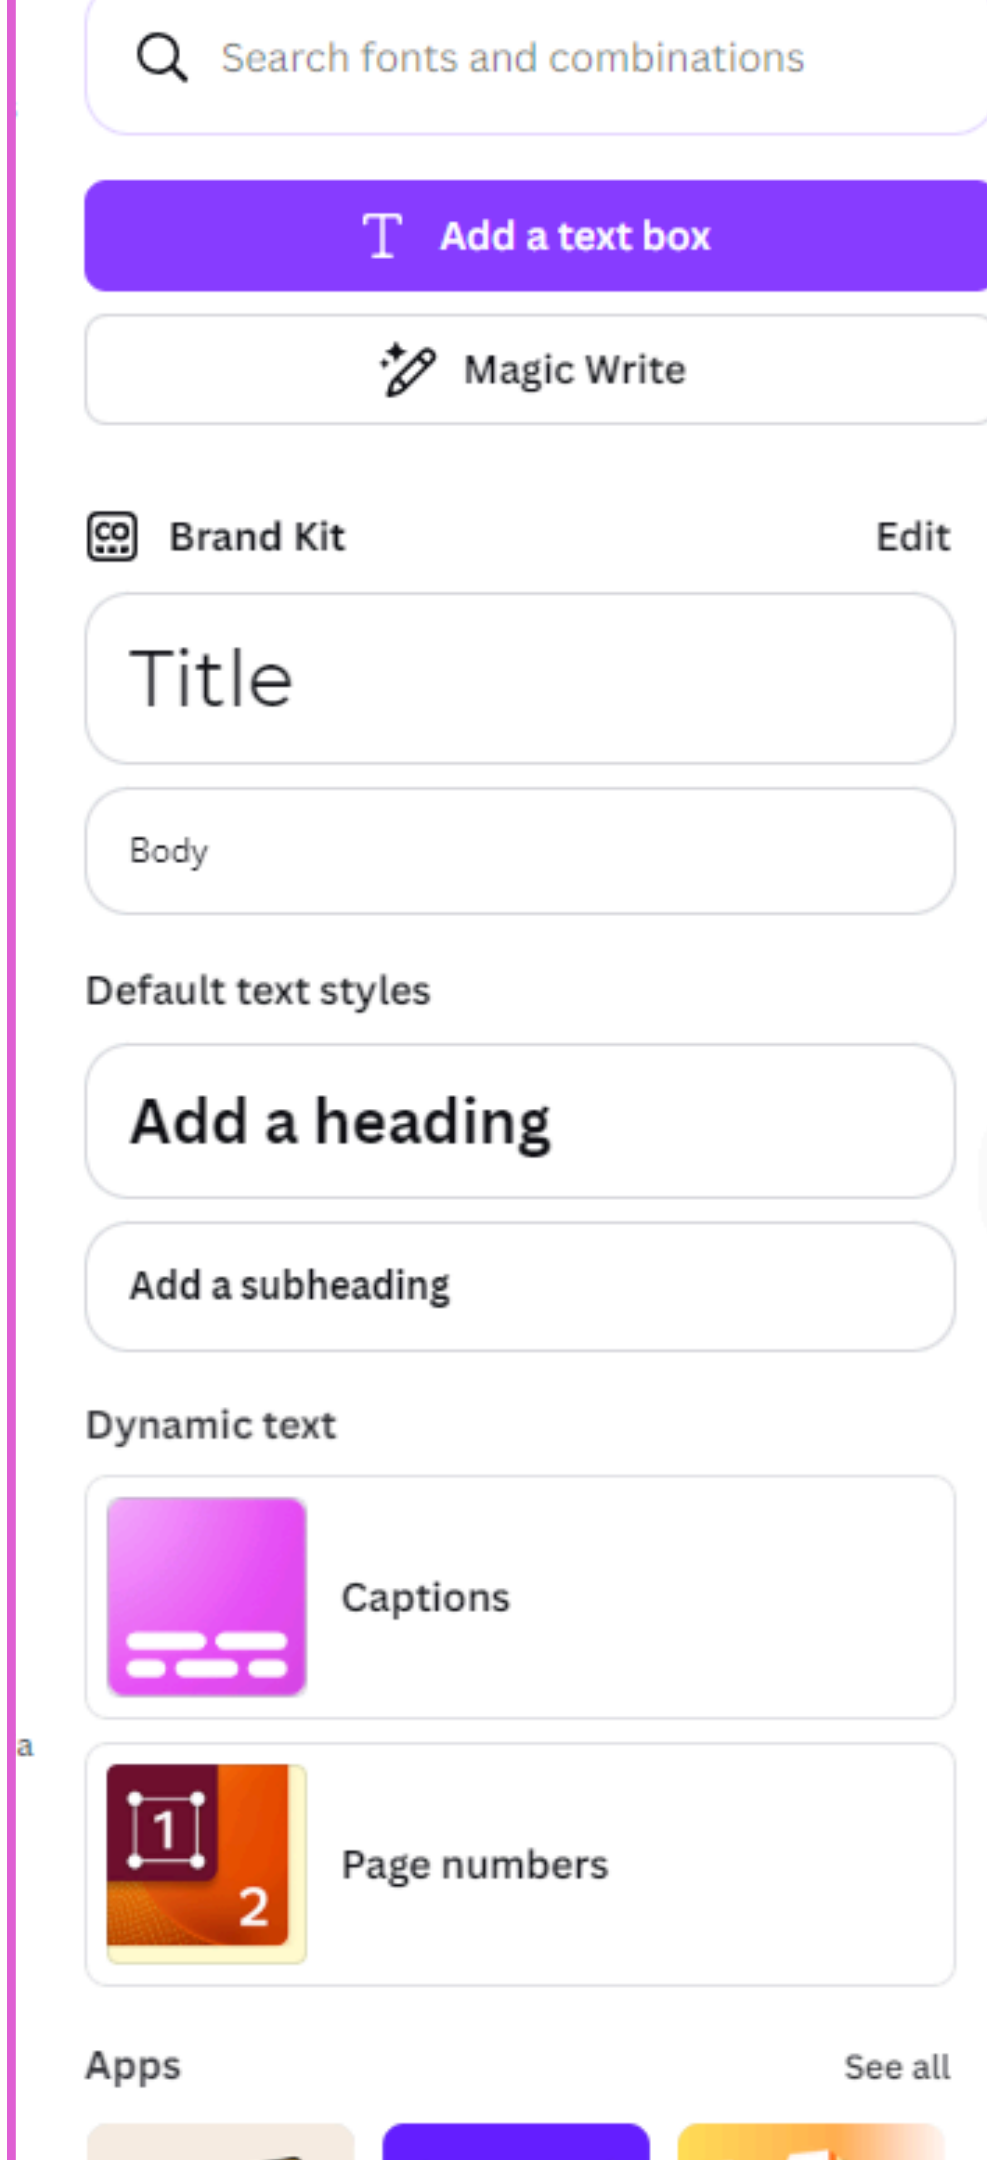 Search fonts and combinations
T Add a text box
Magic Write
CO Brand Kit Edit
Title
Body
Default text styles
Add a heading
Add a subheading
Dynamic text
Captions
a
1
2
Page numbers
Apps See all